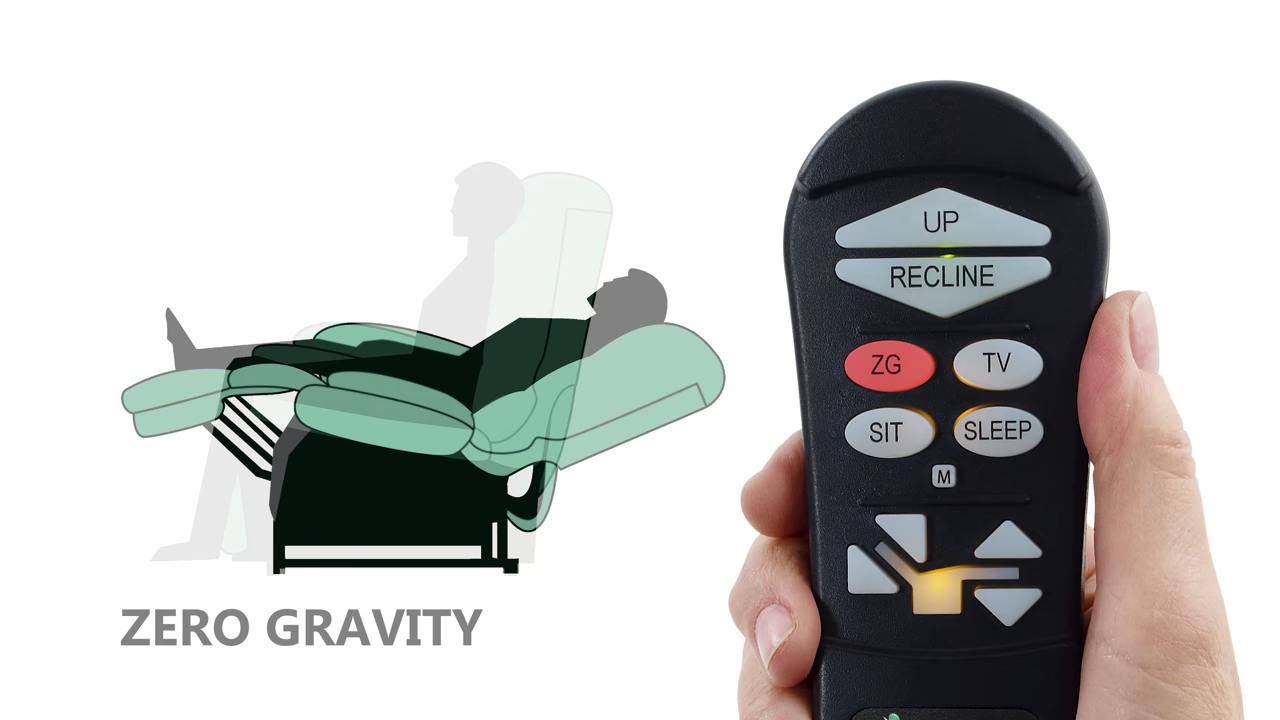 ZERO GRAVITY
UP
RECLINE
ZG
TV
SIT
SLEEP
M